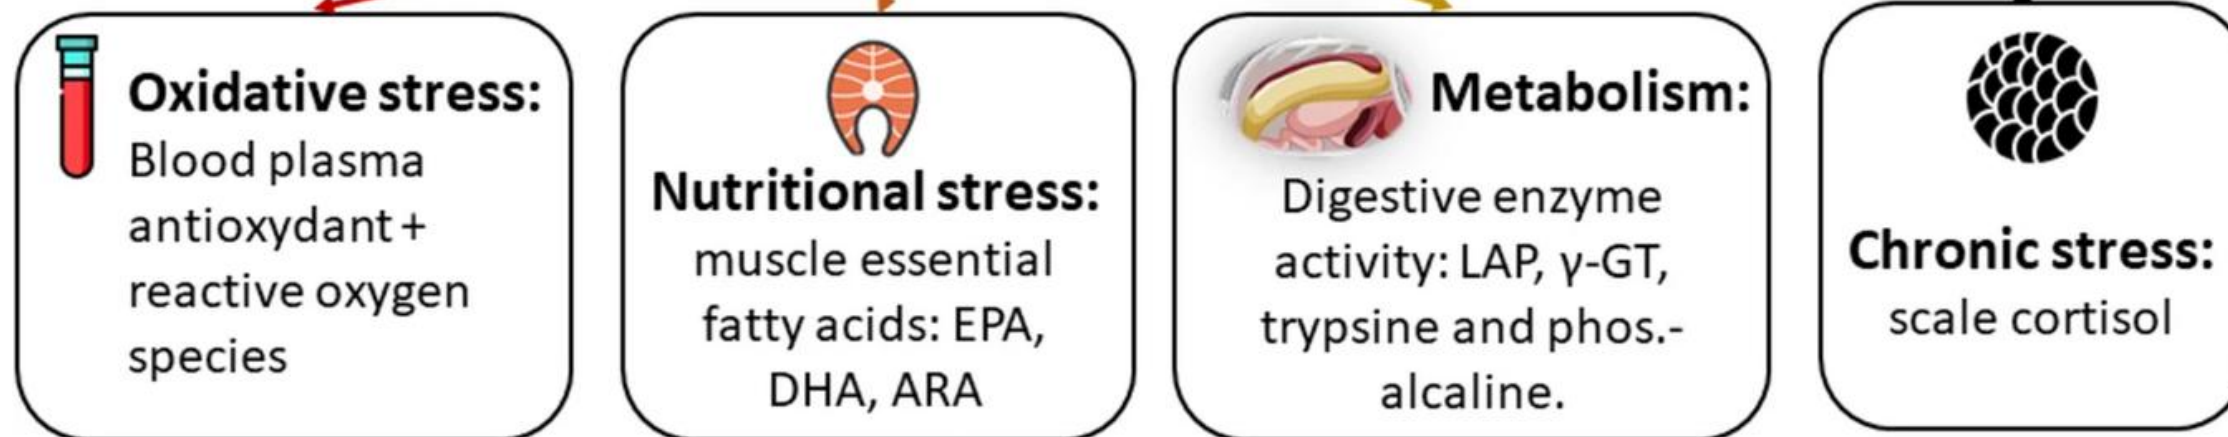 Oxidative stress:
Blood plasma
antioxydant +
reactive oxygen
species
Nutritional stress:
muscle essential
fatty acids: EPA,
DHA, ARA
Metabolism:
Digestive enzyme
activity: LAP, γ-GT,
trypsine and phos.-
alcaline.
Chronic stress:
scale cortisol